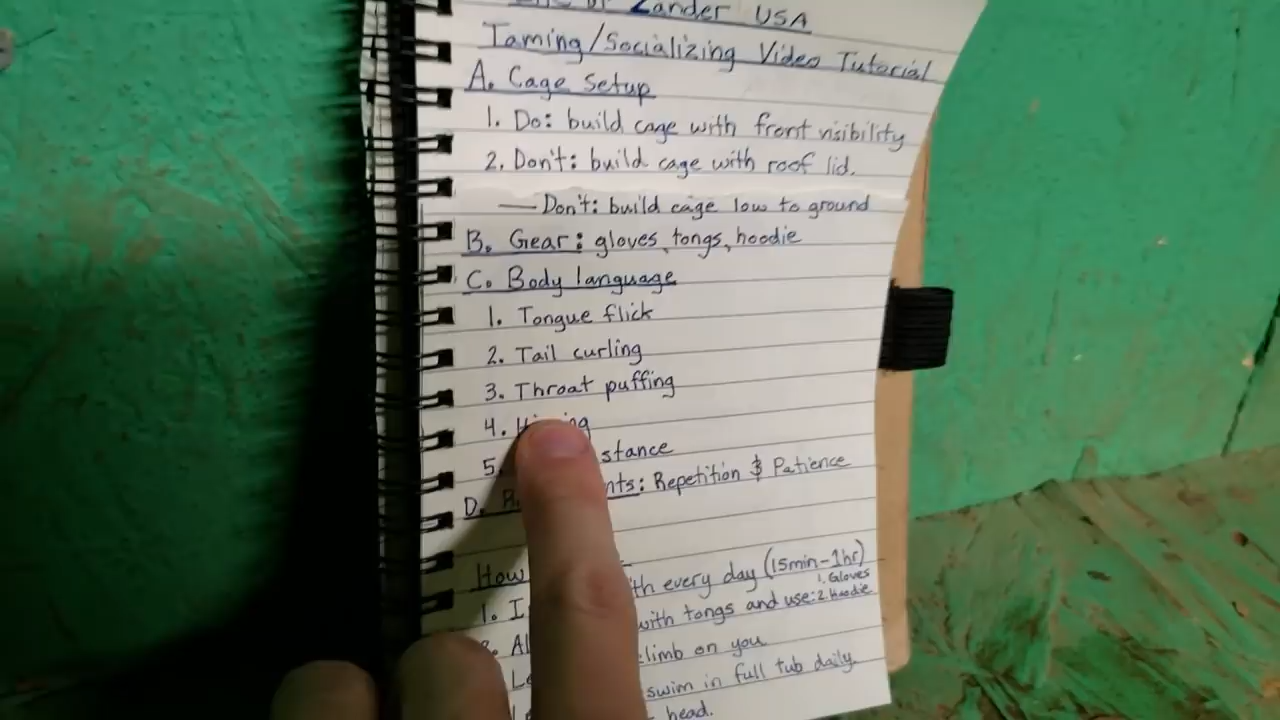 Zander USA
Taming/Socializing Video Tutorial
A. Cage Setup
1. Do: build cage with front visibility
2. Don't: build cage with roof lid.
— Don't: build cage low to ground
B. Gear: gloves, tongs, hoodie
C. Body language
1. Tongue flick
2. Tail curling
3. Throat puffing
4.
5. stance
D. Repetition & Patience
How every day (15min-1hr)
1. with tongs and use: 1. Gloves 2. Hoodie
climb on you
swim in full tub daily.
head.